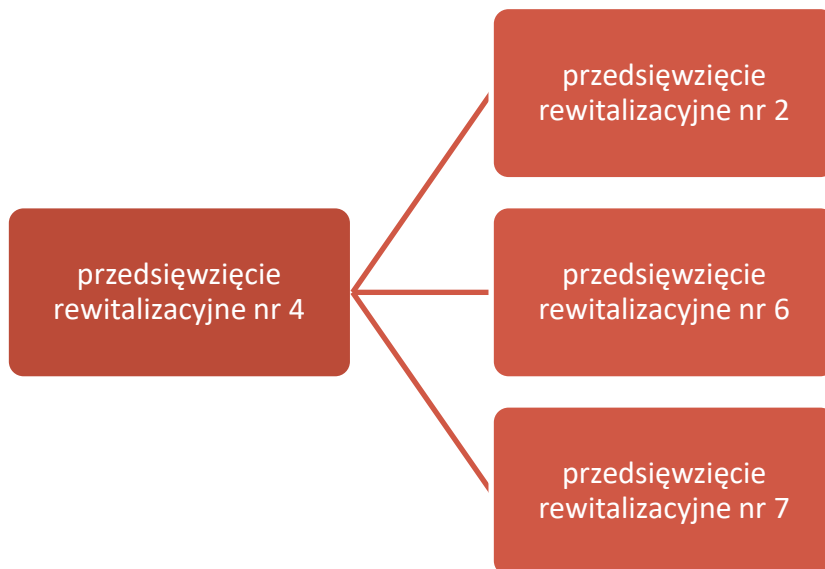 przedsięwzięcie
rewitalizacyjne nr 4
przedsięwzięcie
rewitalizacyjne nr 2
przedsięwzięcie
rewitalizacyjne nr 6
przedsięwzięcie
rewitalizacyjne nr 7